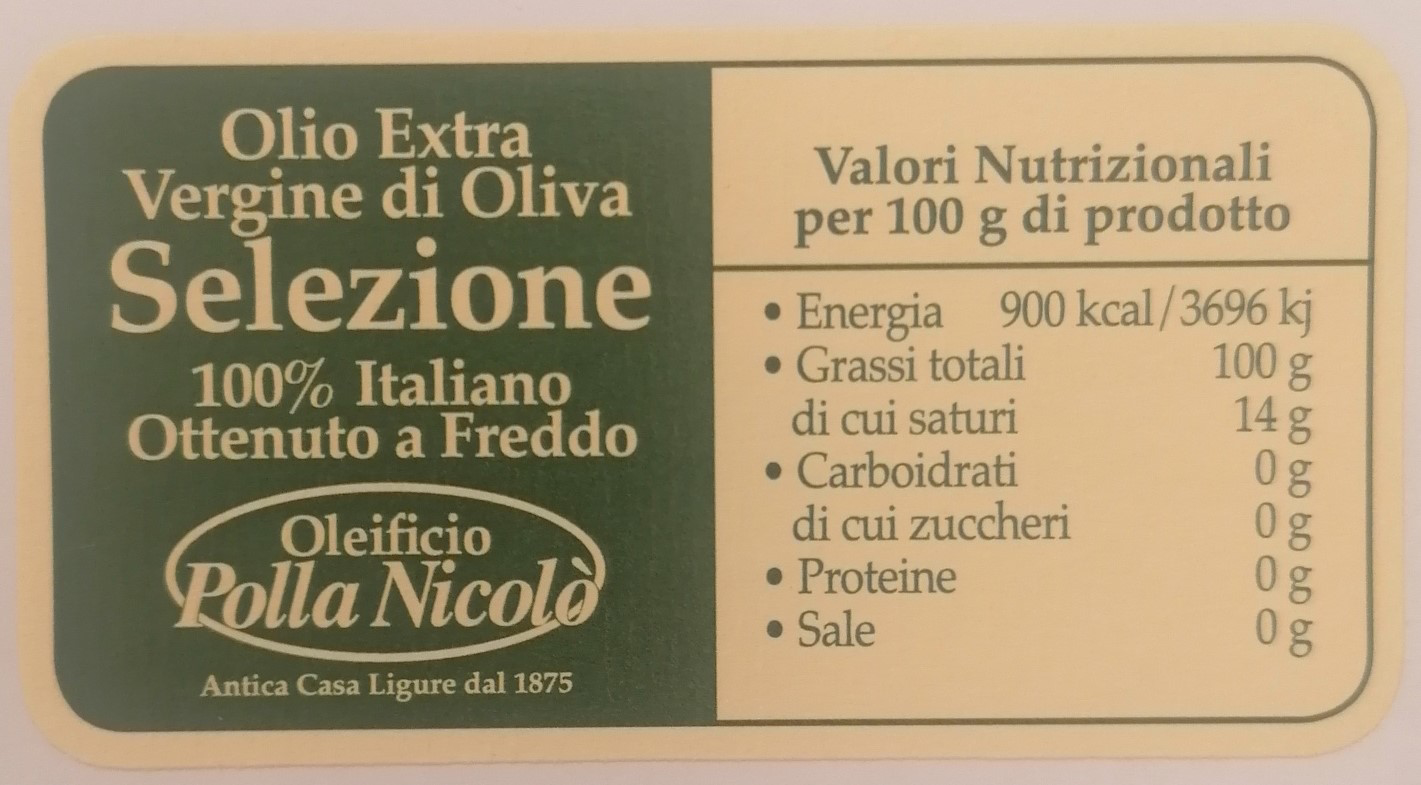 Olio Extra
Vergine di Oliva
Selezione
100% Italiano
Ottenuto a Freddo
Oleificio
Polla Nicolò
Antica Casa Ligure dal 1875
Valori Nutrizionali
per 100 g di prodotto
• Energia 900 kcal/3696 kj
• Grassi totali 100 g
di cui saturi 14 g
• Carboidrati 0 g
di cui zuccheri 0 g
• Proteine 0 g
• Sale 0 g